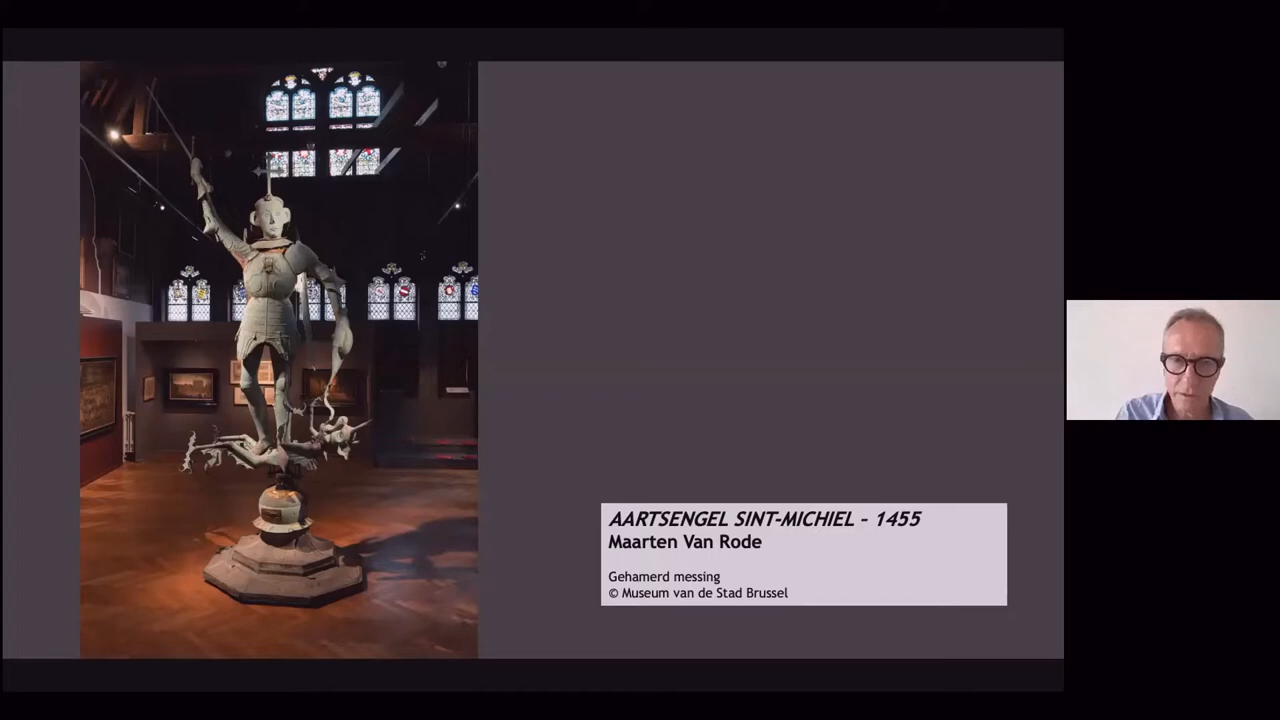 AARTSENGEL SINT-MICHIEL – 1455
Maarten Van Rode
Gehamerd messing
© Museum van de Stad Brussel